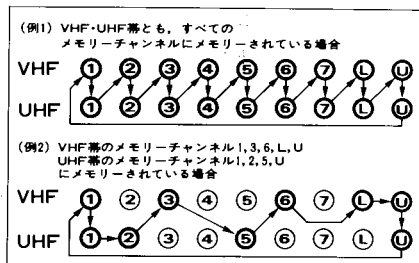 (例1) VHF・UHF帯とも,すべての
メモリーチャンネルにメモリーされている場合
VHF 1 2 3 4 5 6 7 L U
UHF 1 2 3 4 5 6 7 L U
(例2) VHF帯のメモリーチャンネル1,3,6,L,U
UHF帯のメモリーチャンネル1,2,5,U
にメモリーされている場合
VHF 1 2 3 4 5 6 7 L U
UHF 1 2 3 4 5 6 7 L U